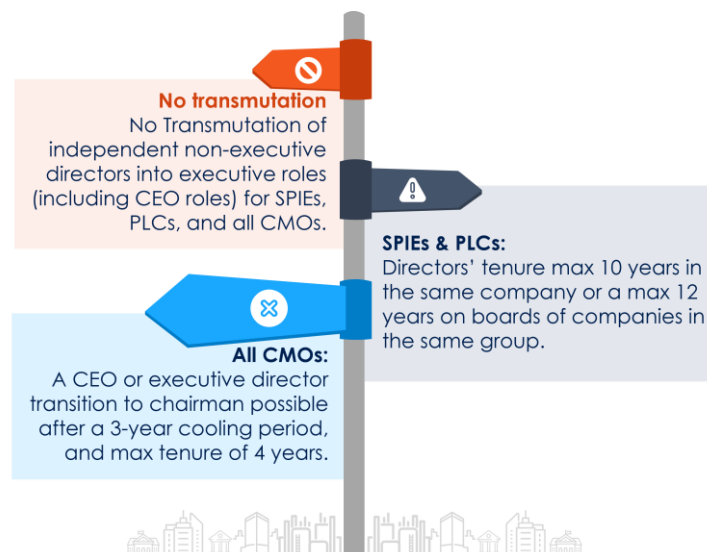 No transmutation
No Transmutation of
independent non-executive
directors into executive roles
(including CEO roles) for SPIEs,
PLCs, and all CMOs.
SPIEs & PLCs:
Directors’ tenure max 10 years in
the same company or a max 12
years on boards of companies in
the same group.
All CMOs:
A CEO or executive director
transition to chairman possible
after a 3-year cooling period,
and max tenure of 4 years.